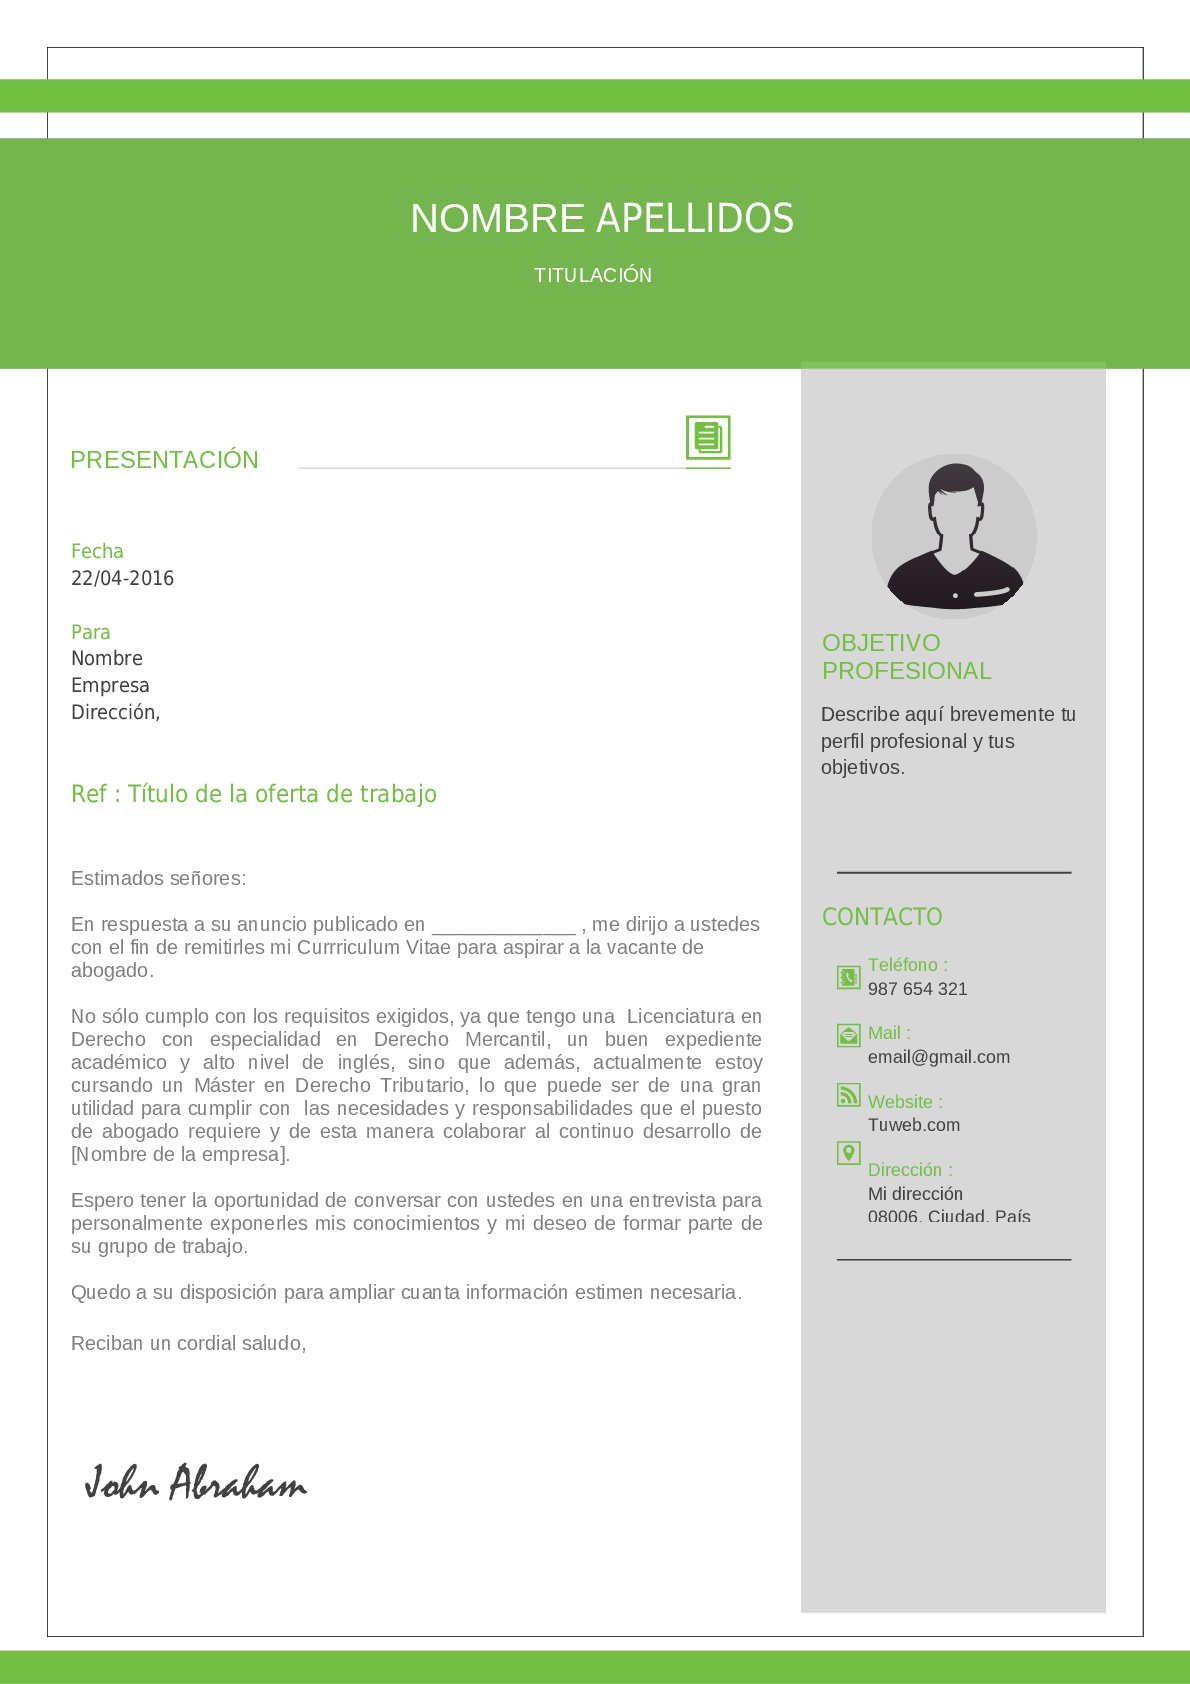 NOMBRE APELLIDOS
TITULACIÓN
PRESENTACIÓN
Fecha
22/04-2016
Para
Nombre
Empresa
Dirección,
Ref : Título de la oferta de trabajo
Estimados señores:
En respuesta a su anuncio publicado en _____________ , me dirijo a ustedes
con el fin de remitirles mi Currriculum Vitae para aspirar a la vacante de
abogado.
No sólo cumplo con los requisitos exigidos, ya que tengo una Licenciatura en
Derecho con especialidad en Derecho Mercantil, un buen expediente
académico y alto nivel de inglés, sino que además, actualmente estoy
cursando un Máster en Derecho Tributario, lo que puede ser de una gran
utilidad para cumplir con las necesidades y responsabilidades que el puesto
de abogado requiere y de esta manera colaborar al continuo desarrollo de
[Nombre de la empresa].
Espero tener la oportunidad de conversar con ustedes en una entrevista para
personalmente exponerles mis conocimientos y mi deseo de formar parte de
su grupo de trabajo.
Quedo a su disposición para ampliar cuanta información estimen necesaria.
Reciban un cordial saludo,
John Abraham
OBJETIVO
PROFESIONAL
Describe aquí brevemente tu
perfil profesional y tus
objetivos.
CONTACTO
Teléfono :
987 654 321
Mail :
email@gmail.com
Website :
Tuweb.com
Dirección :
Mi dirección
08006, Ciudad, País